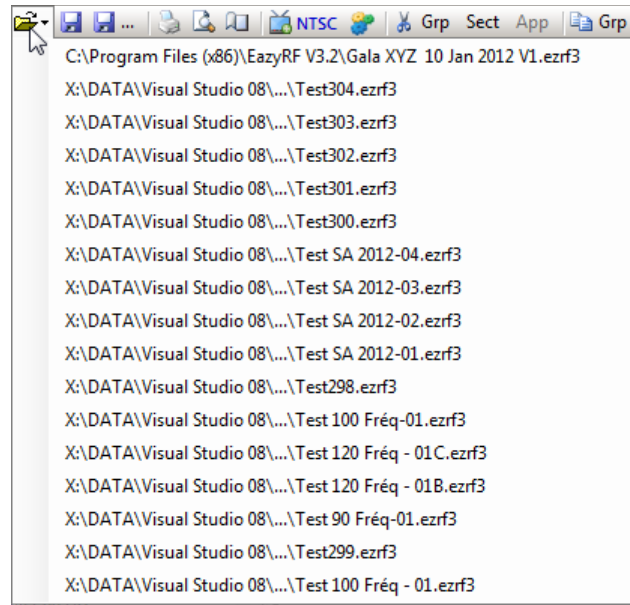 ... NTSC Grp Sect App Grp
C:\Program Files (x86)\EazyRF V3.2\Gala XYZ  10 Jan 2012 V1.ezrf3
X:\DATA\Visual Studio 08\...\Test304.ezrf3
X:\DATA\Visual Studio 08\...\Test303.ezrf3
X:\DATA\Visual Studio 08\...\Test302.ezrf3
X:\DATA\Visual Studio 08\...\Test301.ezrf3
X:\DATA\Visual Studio 08\...\Test300.ezrf3
X:\DATA\Visual Studio 08\...\Test SA 2012-04.ezrf3
X:\DATA\Visual Studio 08\...\Test SA 2012-03.ezrf3
X:\DATA\Visual Studio 08\...\Test SA 2012-02.ezrf3
X:\DATA\Visual Studio 08\...\Test SA 2012-01.ezrf3
X:\DATA\Visual Studio 08\...\Test298.ezrf3
X:\DATA\Visual Studio 08\...\Test 100 Fréq-01.ezrf3
X:\DATA\Visual Studio 08\...\Test 120 Fréq - 01C.ezrf3
X:\DATA\Visual Studio 08\...\Test 120 Fréq - 01B.ezrf3
X:\DATA\Visual Studio 08\...\Test 90 Fréq-01.ezrf3
X:\DATA\Visual Studio 08\...\Test299.ezrf3
X:\DATA\Visual Studio 08\...\Test 100 Fréq - 01.ezrf3